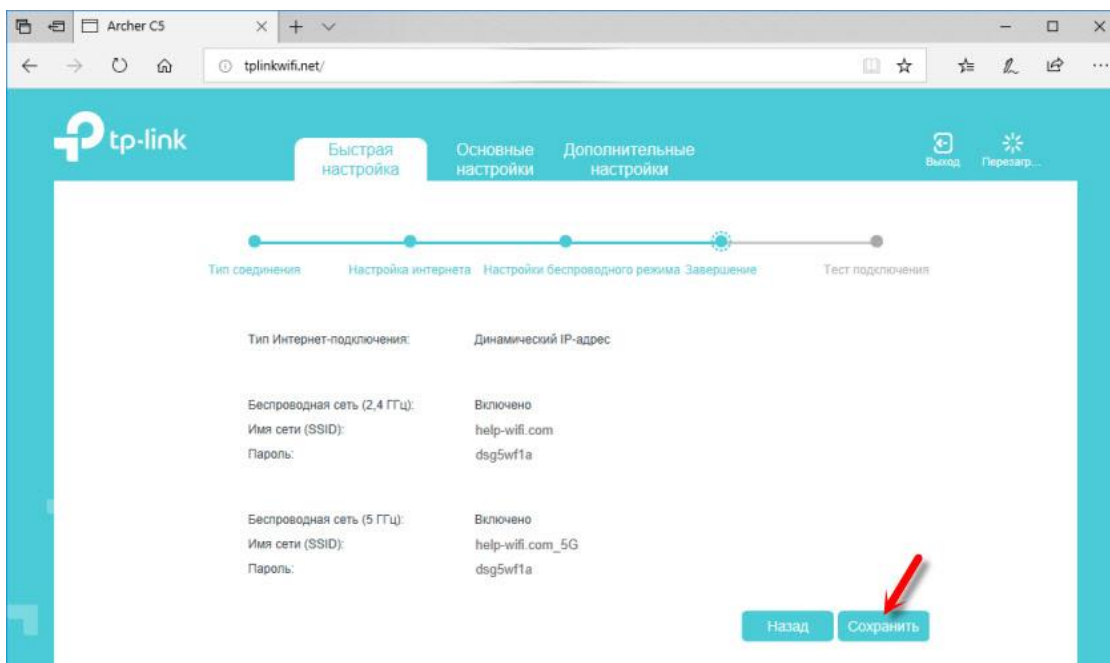 Archer C5
tplinkwifi.net/
tp-link
Быстрая
настройка
Основные
настройки
Дополнительные
настройки
Выход
Перезагр...
Тип соединения
Настройка интернета
Настройки беспроводного режима
Завершение
Тест подключения
Тип Интернет-подключения: Динамический IP-адрес
Беспроводная сеть (2,4 ГГц): Включено
Имя сети (SSID): help-wifi.com
Пароль: dsg5wf1a
Беспроводная сеть (5 ГГц): Включено
Имя сети (SSID): help-wifi.com_5G
Пароль: dsg5wf1a
Назад
Сохранить